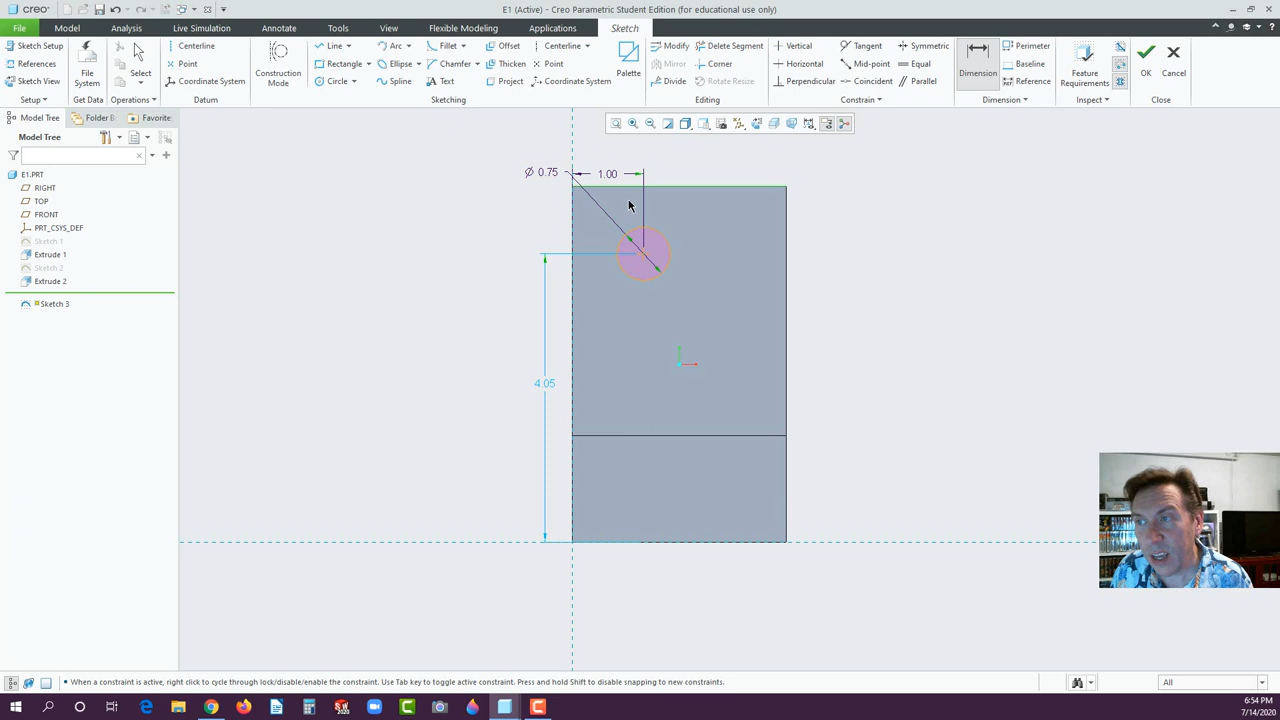 creo
E1 (Active) - Creo Parametric Student Edition (for educational use only)
File Model Analysis Live Simulation Annotate Tools View Flexible Modeling Applications Sketch
Sketch Setup
References
Sketch View
Setup
File System
Get Data
Select
Operations
Centerline
Point
Coordinate System
Datum
Construction Mode
Line
Rectangle
Circle
Arc
Ellipse
Spline
Fillet
Chamfer
Text
Offset
Thicken
Project
Centerline
Point
Coordinate System
Sketching
Palette
Modify
Mirror
Divide
Delete Segment
Corner
Rotate Resize
Editing
Vertical
Horizontal
Perpendicular
Tangent
Mid-point
Coincident
Symmetric
Equal
Parallel
Constrain
Dimension
Perimeter
Baseline
Reference
Dimension
Feature Requirements
Inspect
OK
Cancel
Close
Model Tree Folder B Favorite
Model Tree
E1.PRT
RIGHT
TOP
FRONT
PRT_CSYS_DEF
Sketch 1
Extrude 1
Sketch 2
Extrude 2
Sketch 3
Ø 0.75
1.00
4.05
• When a constraint is active, right click to cycle through lock/disable/enable the constraint. Use Tab key to toggle active constraint. Press and hold Shift to disable snapping to new constraints.
All
6:54 PM
7/14/2020